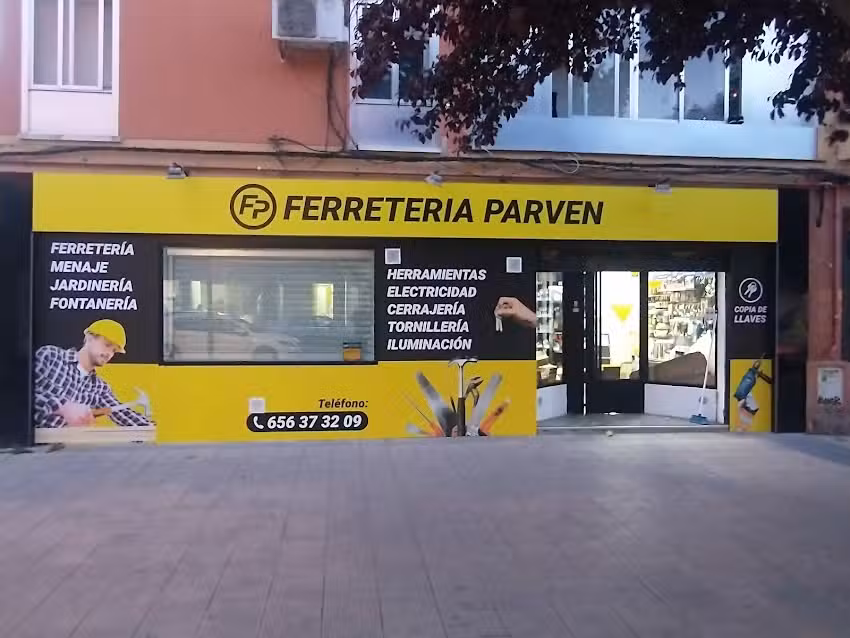 FP FERRETERIA PARVEN
FERRETERÍA
MENAJE
JARDINERÍA
FONTANERÍA
HERRAMIENTAS
ELECTRICIDAD
CERRAJERÍA
TORNILLERÍA
ILUMINACIÓN
COPIA DE
LLAVES
Teléfono:
656 37 32 09